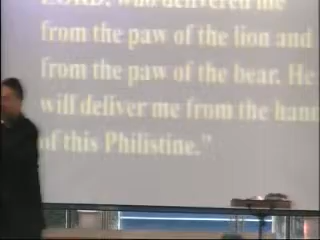 LORD, who delivered me
from the paw of the lion and
from the paw of the bear. He
will deliver me from the han
of this Philistine."